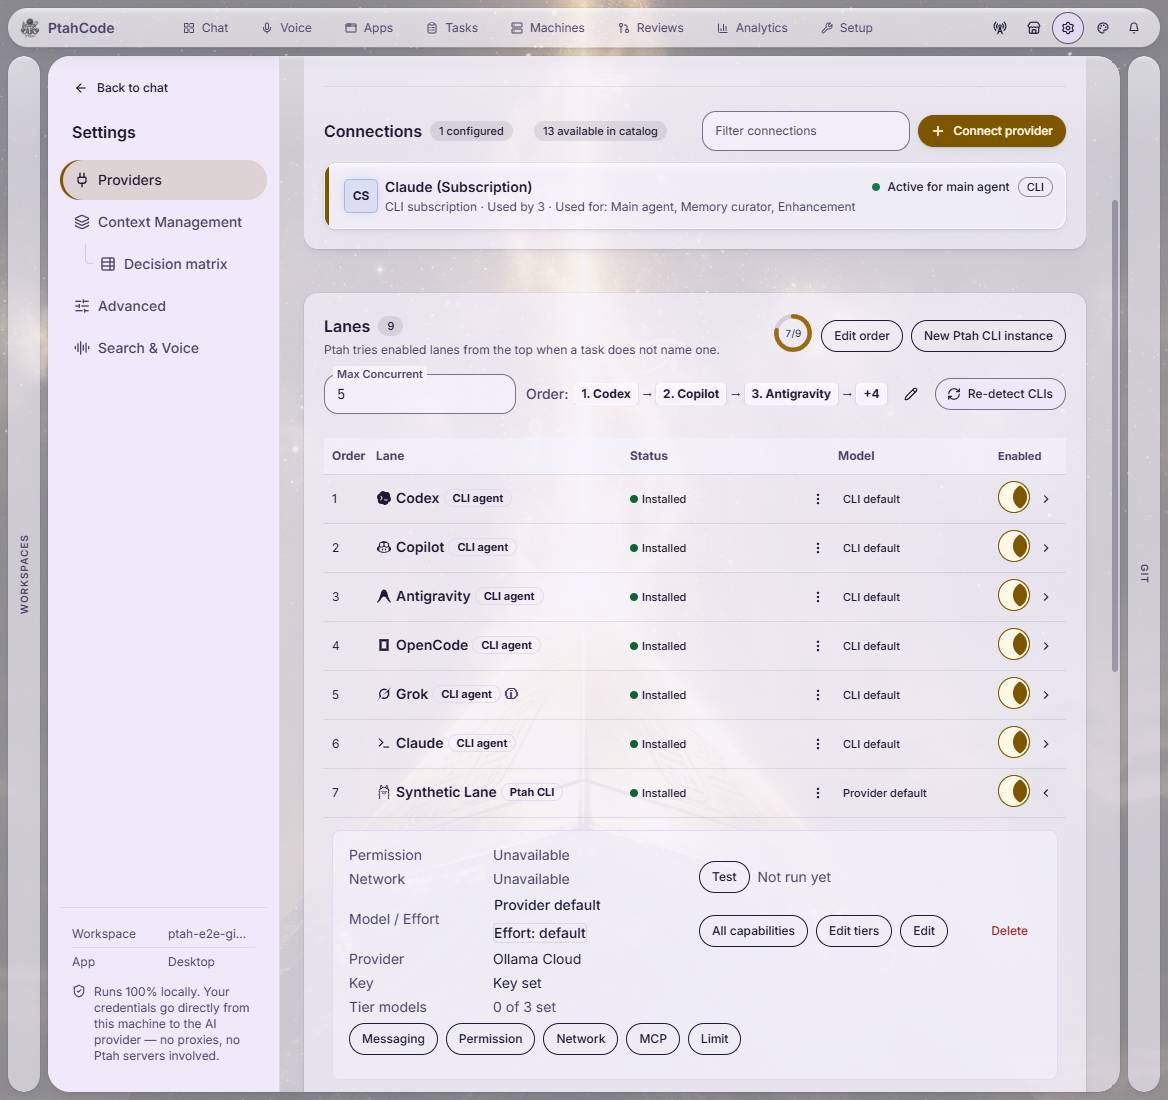 PtahCode
Chat
Voice
Apps
Tasks
Machines
Reviews
Analytics
Setup
WORKSPACES
Back to chat
Settings
Providers
Context Management
Decision matrix
Advanced
Search & Voice
Workspace ptah-e2e-gi...
App Desktop
Runs 100% locally. Your
credentials go directly from
this machine to the AI
provider — no proxies, no
Ptah servers involved.
Connections 1 configured 13 available in catalog Filter connections + Connect provider
CS
Claude (Subscription)
CLI subscription · Used by 3 · Used for: Main agent, Memory curator, Enhancement
Active for main agent CLI
Lanes 9
Ptah tries enabled lanes from the top when a task does not name one.
7/9 Edit order New Ptah CLI instance
Max Concurrent
5
Order: 1. Codex → 2. Copilot → 3. Antigravity → +4 Re-detect CLIs
Order Lane Status Model Enabled
1 Codex CLI agent Installed CLI default
2 Copilot CLI agent Installed CLI default
3 Antigravity CLI agent Installed CLI default
4 OpenCode CLI agent Installed CLI default
5 Grok CLI agent Installed CLI default
6 Claude CLI agent Installed CLI default
7 Synthetic Lane Ptah CLI Installed Provider default
Permission Unavailable
Network Unavailable
Model / Effort Provider default
Effort: default
Provider Ollama Cloud
Key Key set
Tier models 0 of 3 set
Test Not run yet
All capabilities Edit tiers Edit Delete
Messaging Permission Network MCP Limit
GIT